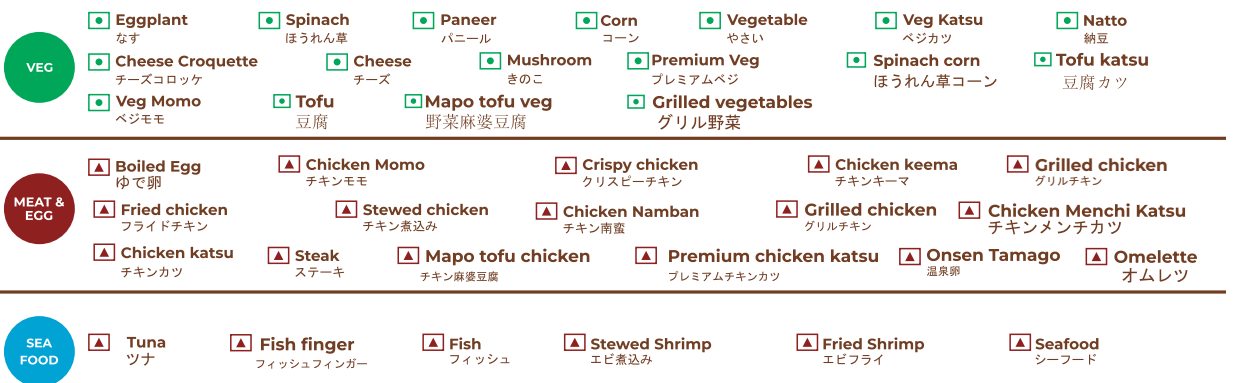 Eggplant Spinach Paneer Corn Vegetable Veg Katsu Natto
なす ほうれん草 パニール コーン やさい ベジカツ 納豆
VEG
Cheese Croquette Cheese Mushroom Premium Veg Spinach corn Tofu katsu
チーズコロッケ チーズ きのこ プレミアムベジ ほうれん草コーン 豆腐カツ
Veg Momo Tofu Mapo tofu veg Grilled vegetables
ベジモモ 豆腐 野菜麻婆豆腐 グリル野菜
Boiled Egg Chicken Momo Crispy chicken Chicken keema Grilled chicken
ゆで卵 チキンモモ クリスピーチキン チキンキーマ グリルチキン
MEAT &
EGG
Fried chicken Stewed chicken Chicken Namban Grilled chicken Chicken Menchi Katsu
フライドチキン チキン煮込み チキン南蛮 グリルチキン チキンメンチカツ
Chicken katsu Steak Mapo tofu chicken Premium chicken katsu Onsen Tamago Omelette
チキンカツ ステーキ チキン麻婆豆腐 プレミアムチキンカツ 温泉卵 オムレツ
SEA
FOOD
Tuna Fish finger Fish Stewed Shrimp Fried Shrimp Seafood
ツナ フィッシュフィンガー フィッシュ エビ煮込み エビフライ シーフード